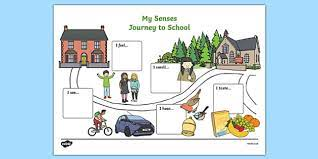 My Senses
Journey to School
I feel...
I smell...
I see...
I hear...
I taste...